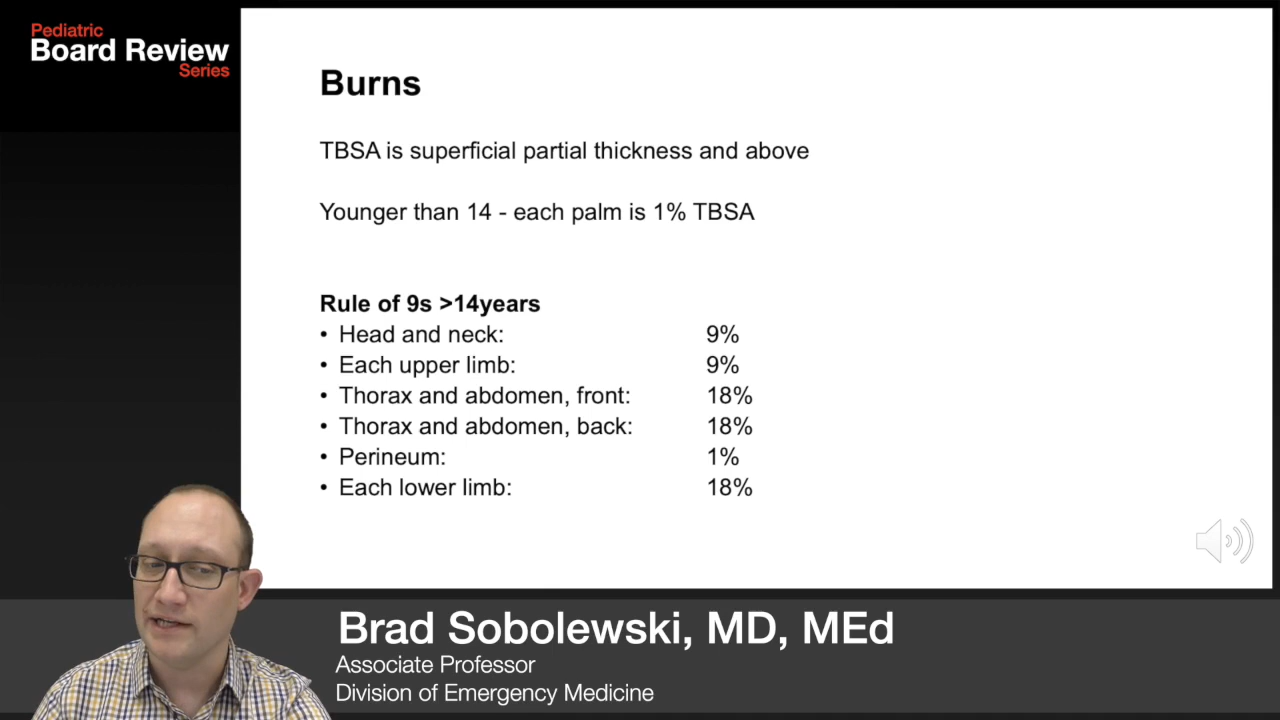 Pediatric
Board Review
Series
Burns
TBSA is superficial partial thickness and above
Younger than 14 - each palm is 1% TBSA
Rule of 9s >14years
• Head and neck: 9%
• Each upper limb: 9%
• Thorax and abdomen, front: 18%
• Thorax and abdomen, back: 18%
• Perineum: 1%
• Each lower limb: 18%
Brad Sobolewski, MD, MEd
Associate Professor
Division of Emergency Medicine